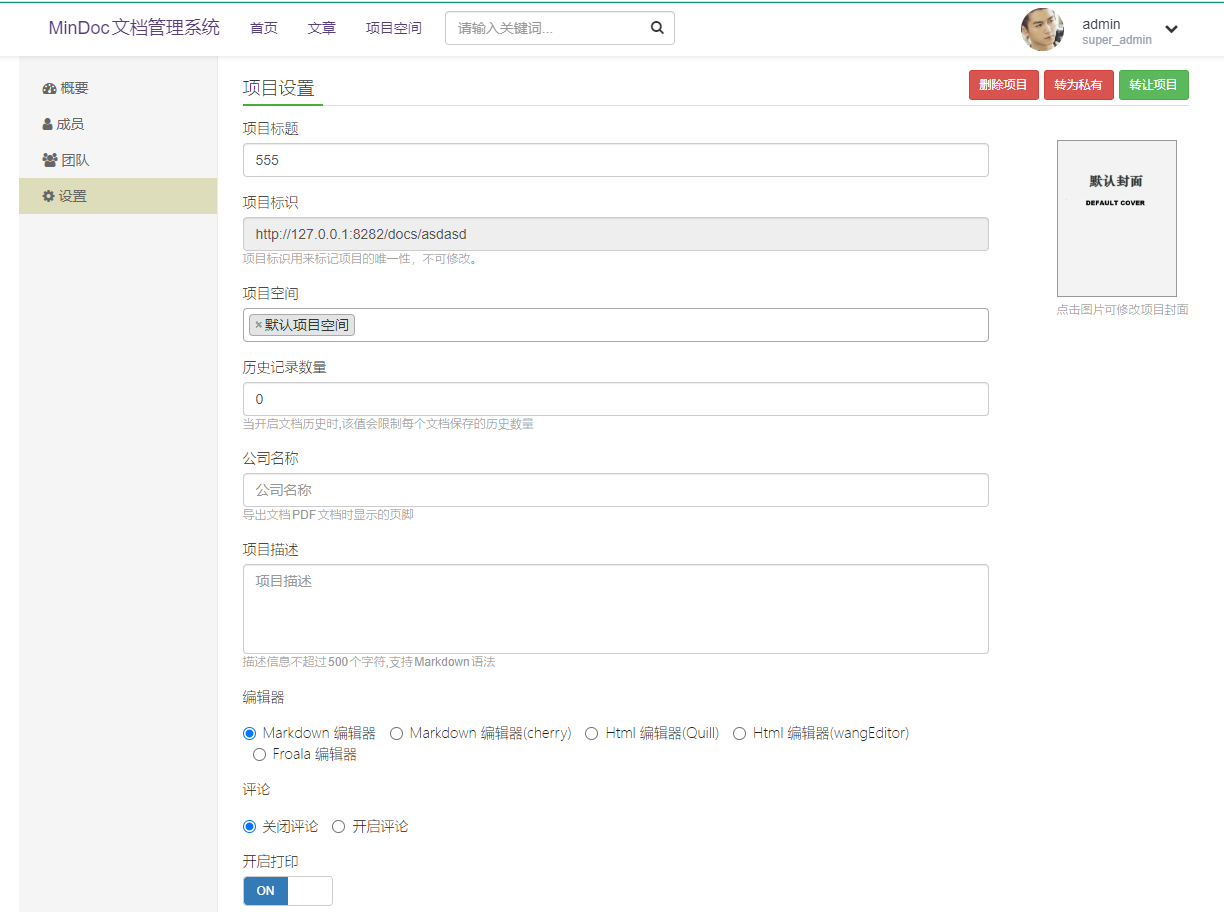 MinDoc文档管理系统 首页 文章 项目空间 请输入关键词... admin
super_admin
概要
成员
团队
设置
项目设置 删除项目 转为私有 转让项目
项目标题
555
项目标识
http://127.0.0.1:8282/docs/asdasd
项目标识用来标记项目的唯一性，不可修改。
默认封面
DEFAULT COVER
点击图片可修改项目封面
项目空间
×默认项目空间
历史记录数量
0
当开启文档历史时,该值会限制每个文档保存的历史数量
公司名称
公司名称
导出文档PDF文档时显示的页脚
项目描述
项目描述
描述信息不超过500个字符,支持Markdown语法
编辑器
Markdown 编辑器 Markdown 编辑器(cherry) Html 编辑器(Quill) Html 编辑器(wangEditor)
Froala 编辑器
评论
关闭评论 开启评论
开启打印
ON